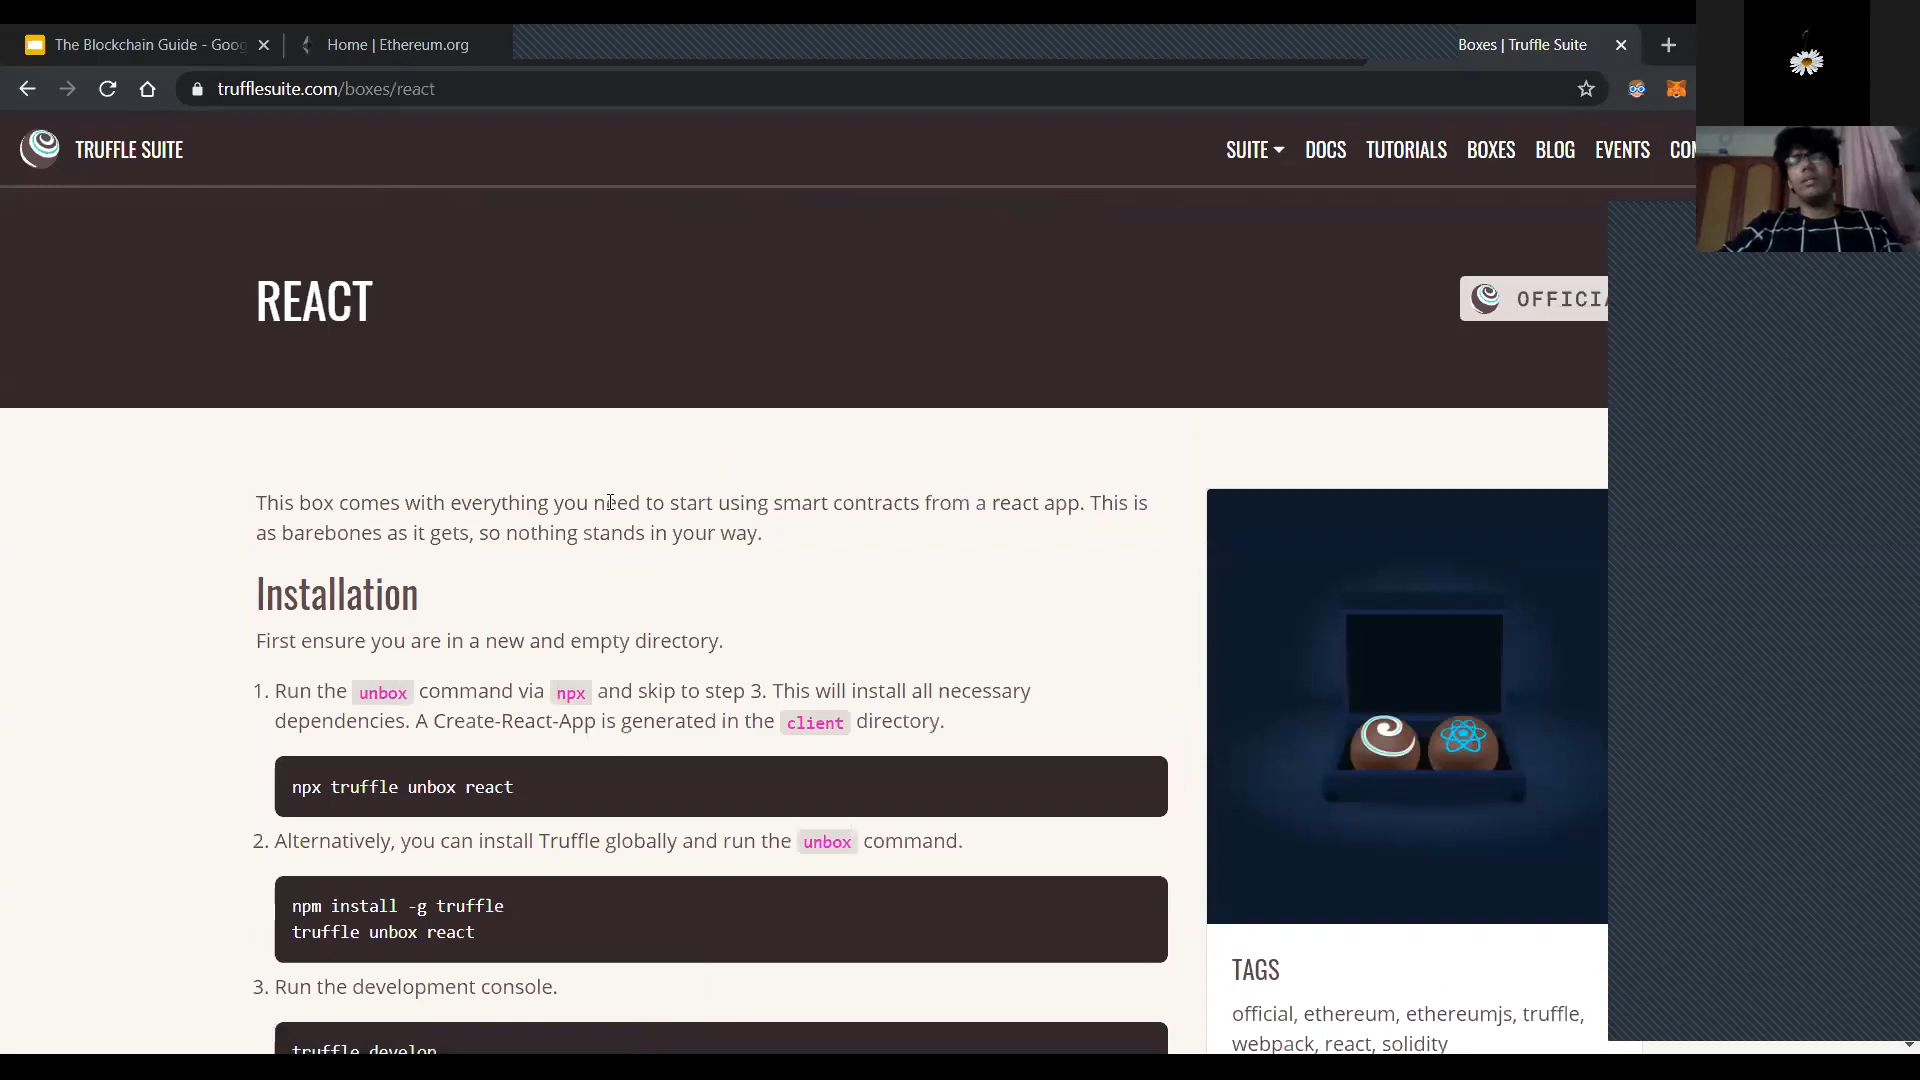 The Blockchain Guide - Goo
Home | Ethereum.org
Boxes | Truffle Suite
trufflesuite.com/boxes/react
TRUFFLE SUITE
SUITE
DOCS
TUTORIALS
BOXES
BLOG
EVENTS
CON
REACT
OFFICIA
This box comes with everything you need to start using smart contracts from a react app. This is
as barebones as it gets, so nothing stands in your way.
Installation
First ensure you are in a new and empty directory.
1. Run the unbox command via npx and skip to step 3. This will install all necessary
dependencies. A Create-React-App is generated in the client directory.
npx truffle unbox react
2. Alternatively, you can install Truffle globally and run the unbox command.
npm install -g truffle
truffle unbox react
3. Run the development console.
truffle develop
TAGS
official, ethereum, ethereumjs, truffle,
webpack, react, solidity